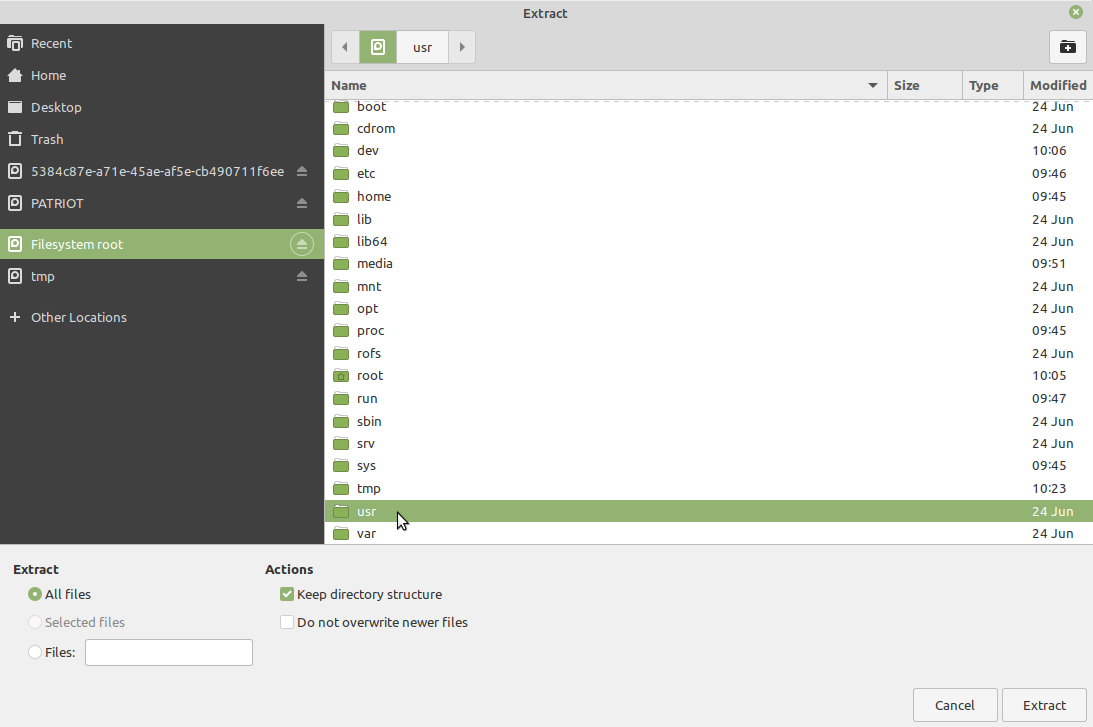 Extract
Recent
Home
Desktop
Trash
5384c87e-a71e-45ae-af5e-cb490711f6ee
PATRIOT
Filesystem root
tmp
Other Locations
usr
Name Size Type Modified
boot 24 Jun
cdrom 24 Jun
dev 10:06
etc 09:46
home 09:45
lib 24 Jun
lib64 24 Jun
media 09:51
mnt 24 Jun
opt 24 Jun
proc 09:45
rofs 24 Jun
root 10:05
run 09:47
sbin 24 Jun
srv 24 Jun
sys 09:45
tmp 10:23
usr 24 Jun
var 24 Jun
Extract
All files
Selected files
Files:
Actions
Keep directory structure
Do not overwrite newer files
Cancel Extract